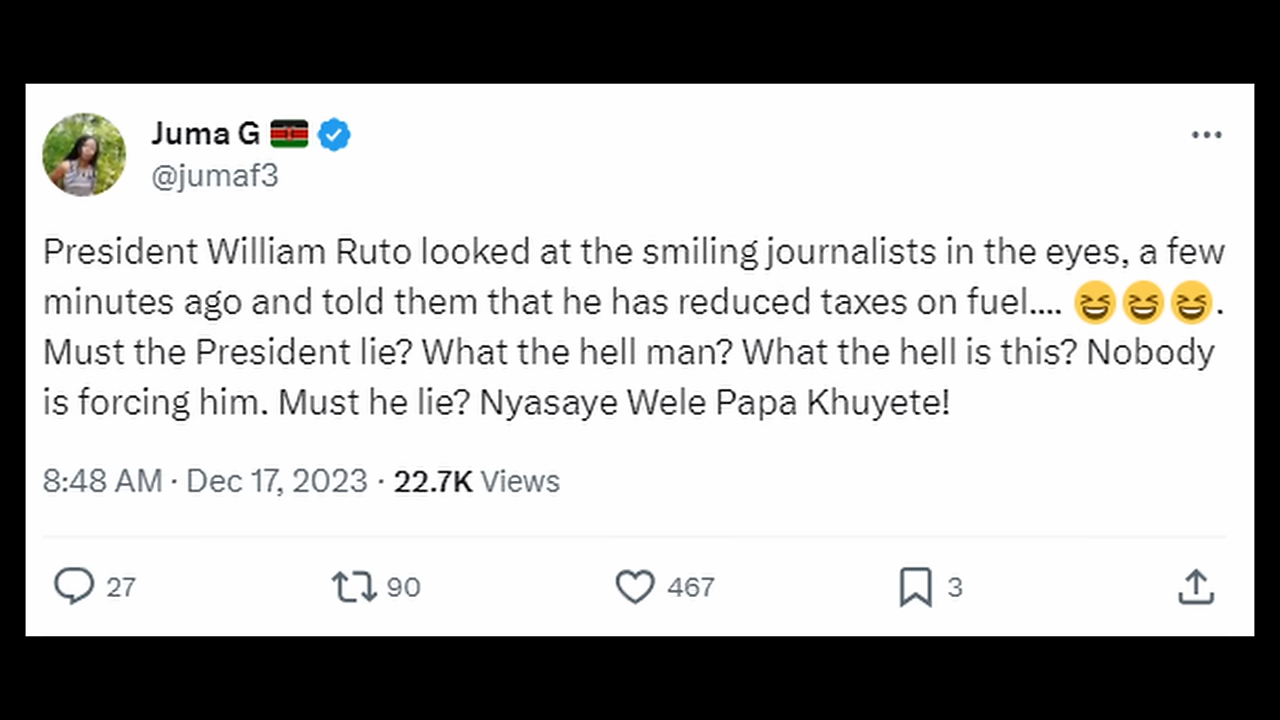 Juma G 🇰🇪
@jumaf3
President William Ruto looked at the smiling journalists in the eyes, a few
minutes ago and told them that he has reduced taxes on fuel.... 😆😆😆.
Must the President lie? What the hell man? What the hell is this? Nobody
is forcing him. Must he lie? Nyasaye Wele Papa Khuyete!
8:48 AM · Dec 17, 2023 · 22.7K Views
27 90 467 3